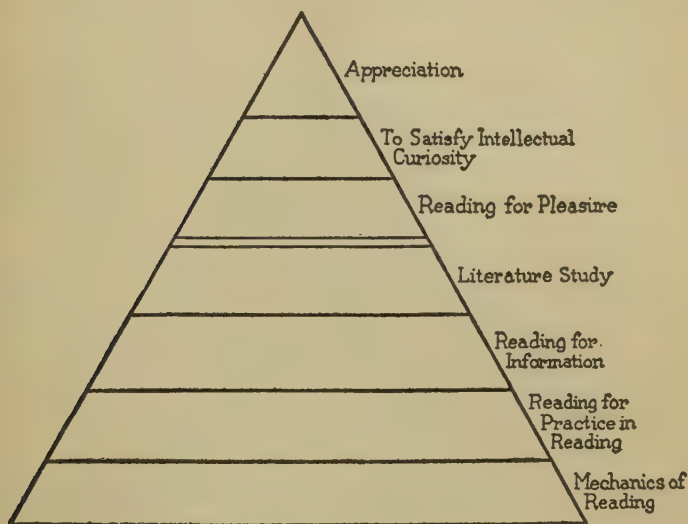 Appreciation
To Satisfy Intellectual
Curiosity
Reading for Pleasure
Literature Study
Reading for
Information
Reading for
Practice in
Reading
Mechanics of
Reading